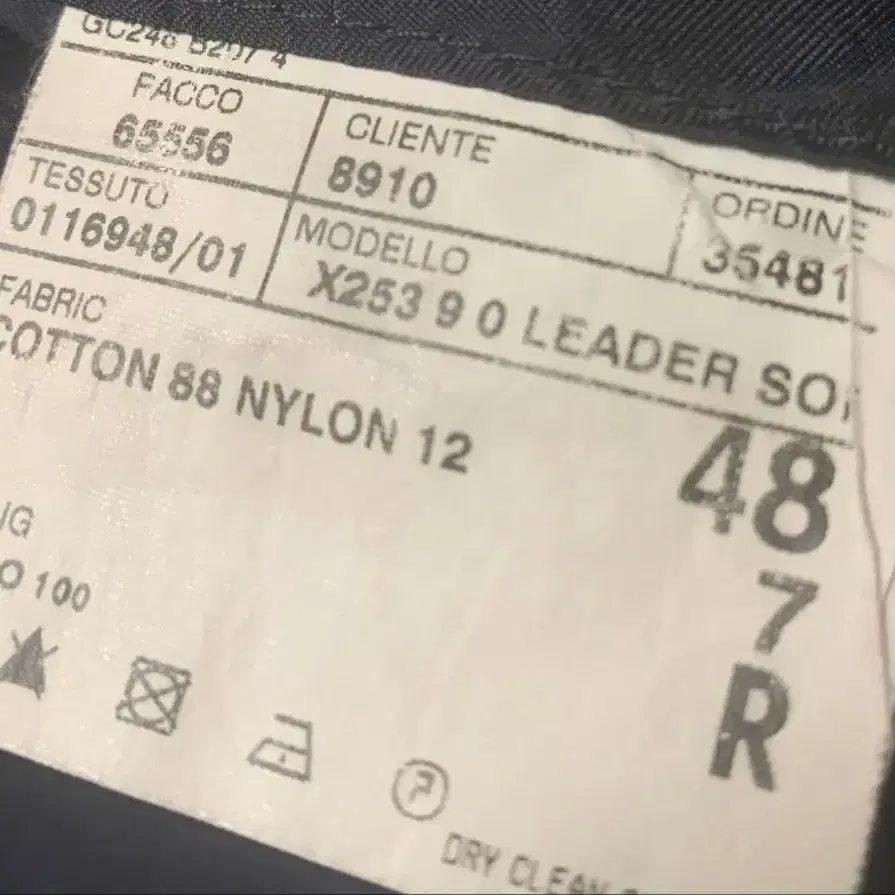 FACCO
65556
CLIENTE
8910
ORDINE
35481
TESSUTO
0116948/01
MODELLO
X253 9 0 LEADER
FABRIC
COTTON 88 NYLON 12
48
7
R
100
P
DRY CLEAN